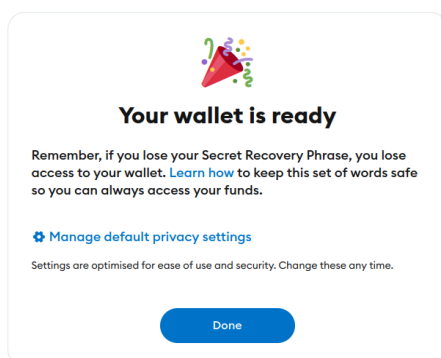 Your wallet is ready
Remember, if you lose your Secret Recovery Phrase, you lose
access to your wallet. Learn how to keep this set of words safe
so you can always access your funds.
Manage default privacy settings
Settings are optimised for ease of use and security. Change these any time.
Done